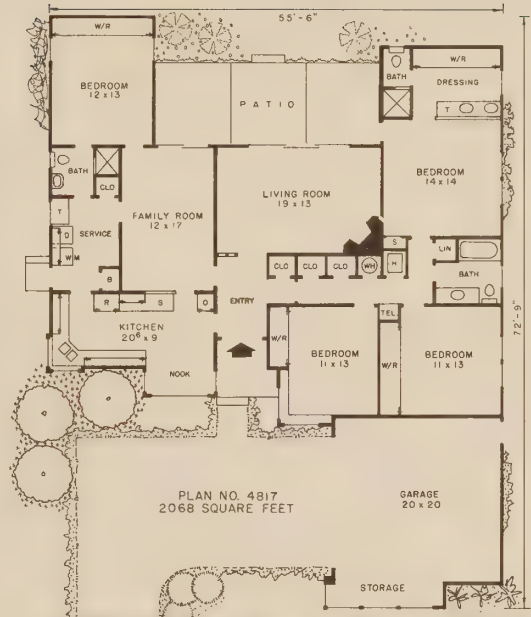 55'-6"
W/R
W/R
BATH
DRESSING
BEDROOM
12 x 13
PATIO
T
BATH
CLO
FAMILY ROOM
12 x 17
LIVING ROOM
19 x 13
BEDROOM
14 x 14
T
D
SERVICE
WM
B
S
LIN
CLO
CLO
CLO
WH
H
BATH
R
S
O
ENTRY
TEL.
KITCHEN
20⁶ x 9
W/R
BEDROOM
11 x 13
W/R
BEDROOM
11 x 13
NOOK
72'-9"
PLAN NO. 4817
2068 SQUARE FEET
GARAGE
20 x 20
STORAGE